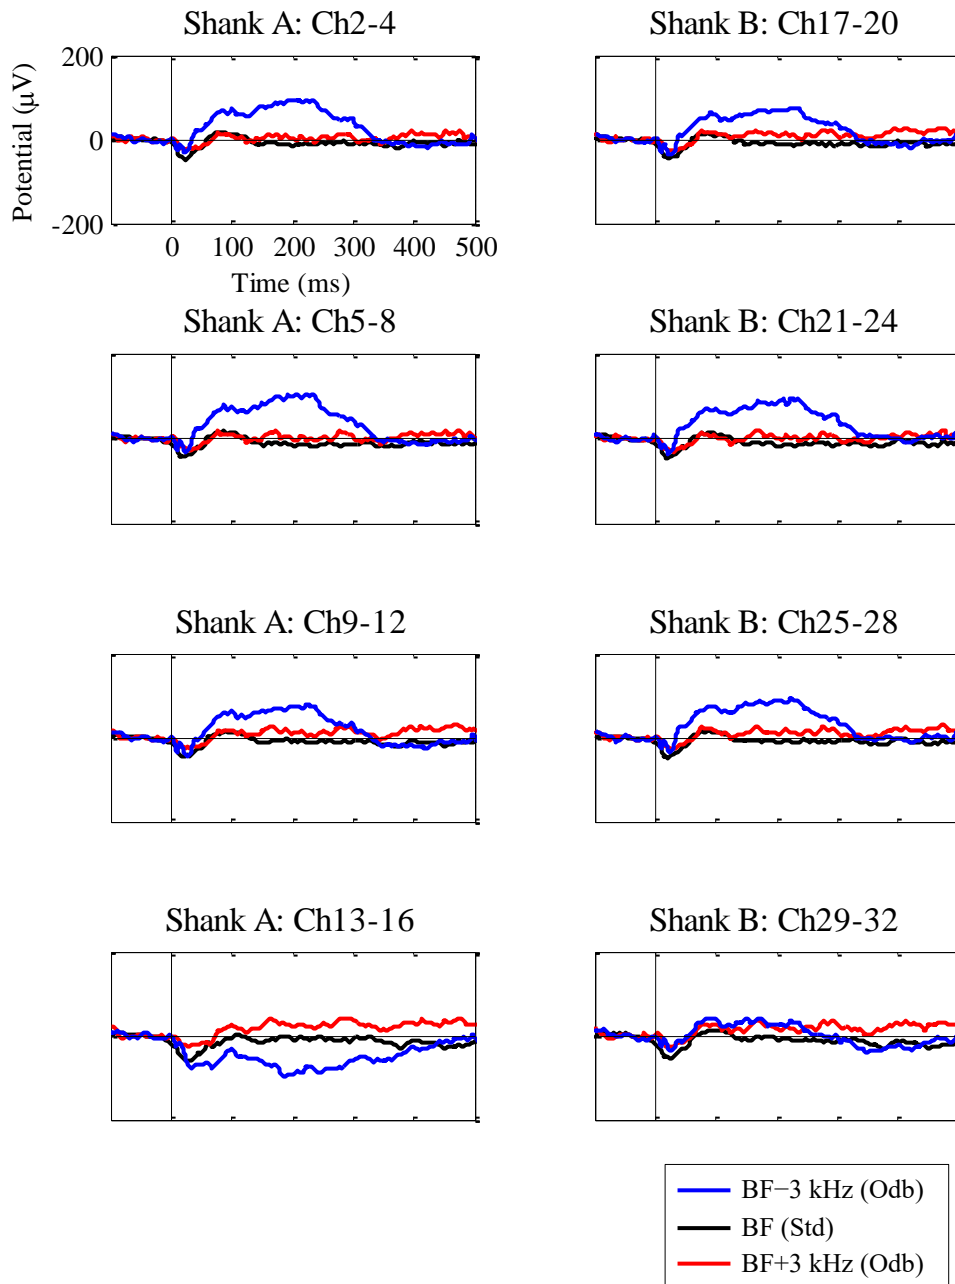 Shank A: Ch2-4
Shank B: Ch17-20
200
0
-200
Potential (μV)
0 100 200 300 400 500
Time (ms)
Shank A: Ch5-8
Shank B: Ch21-24
Shank A: Ch9-12
Shank B: Ch25-28
Shank A: Ch13-16
Shank B: Ch29-32
BF−3 kHz (Odb)
BF (Std)
BF+3 kHz (Odb)